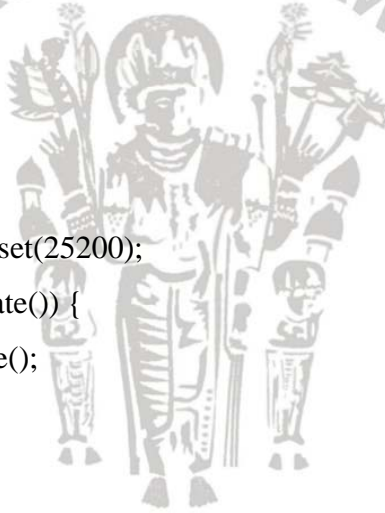 set(25200);
ate()) {
e();